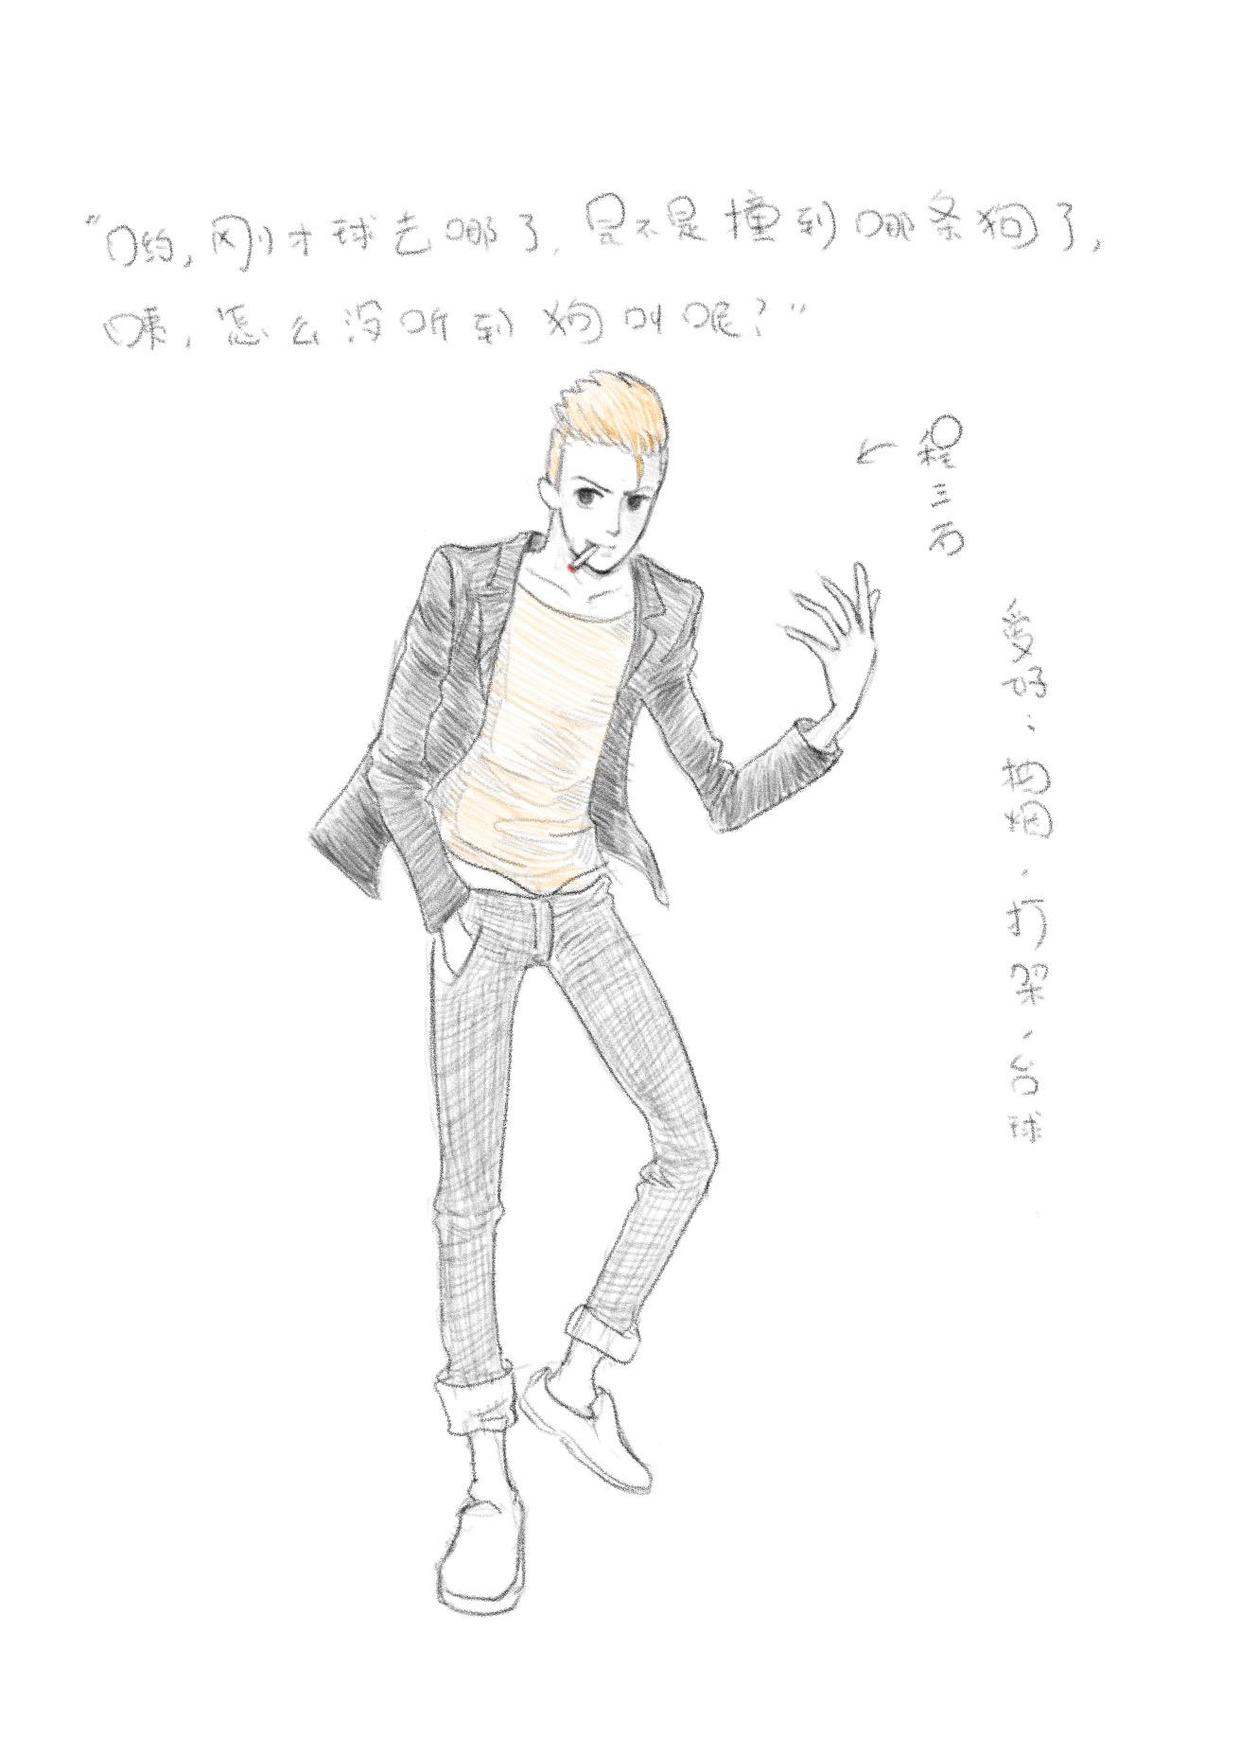 “哟，刚才球去哪了，是不是撞到哪条狗了，
咦，怎么没听到狗叫呢？”
← 程三石
爱好：抽烟、打架、台球